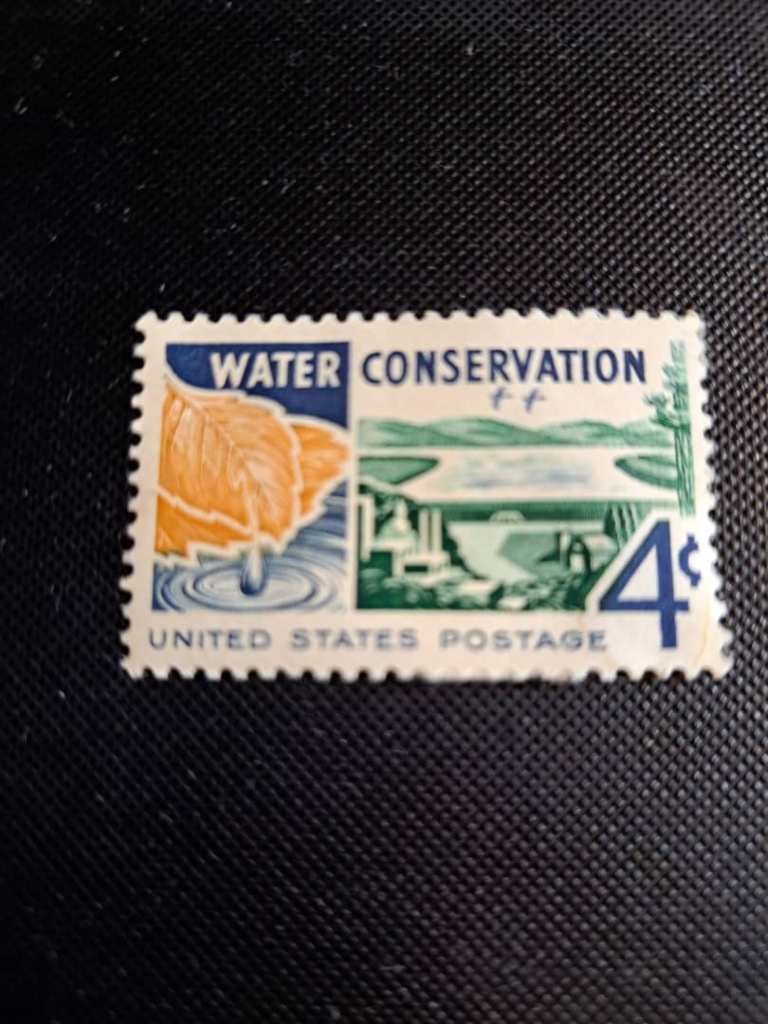 WATER CONSERVATION
4¢
UNITED STATES POSTAGE